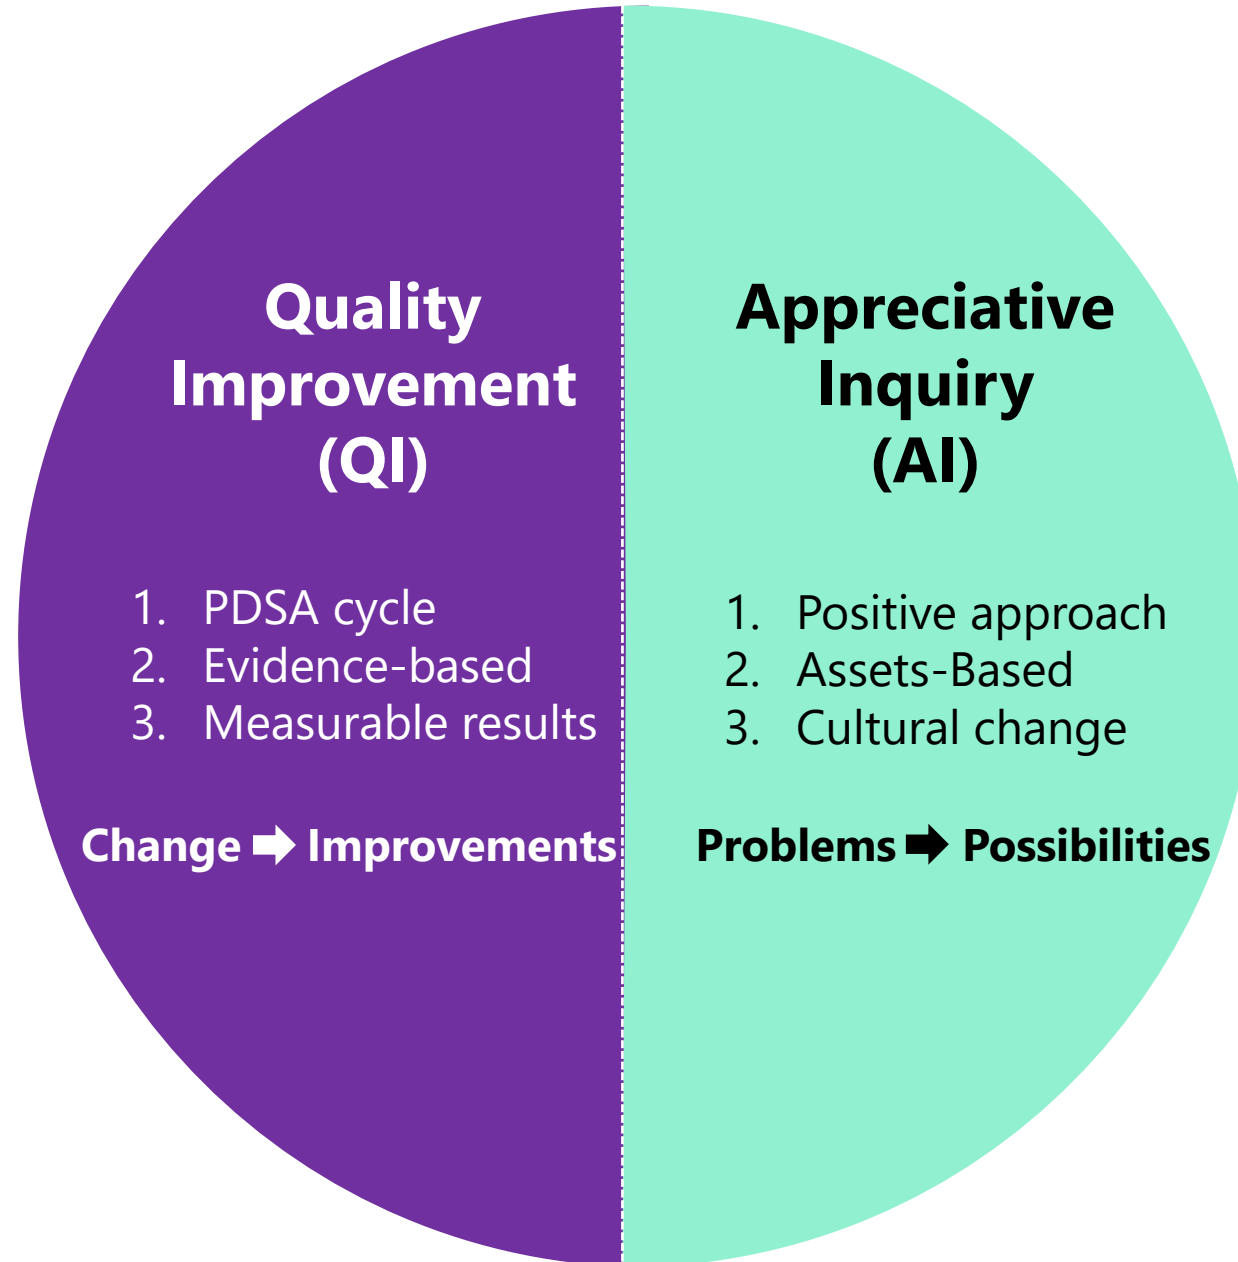 Quality
Improvement
(QI)
1. PDSA cycle
2. Evidence-based
3. Measurable results
Change ➡ Improvements
Appreciative
Inquiry
(AI)
1. Positive approach
2. Assets-Based
3. Cultural change
Problems ➡ Possibilities